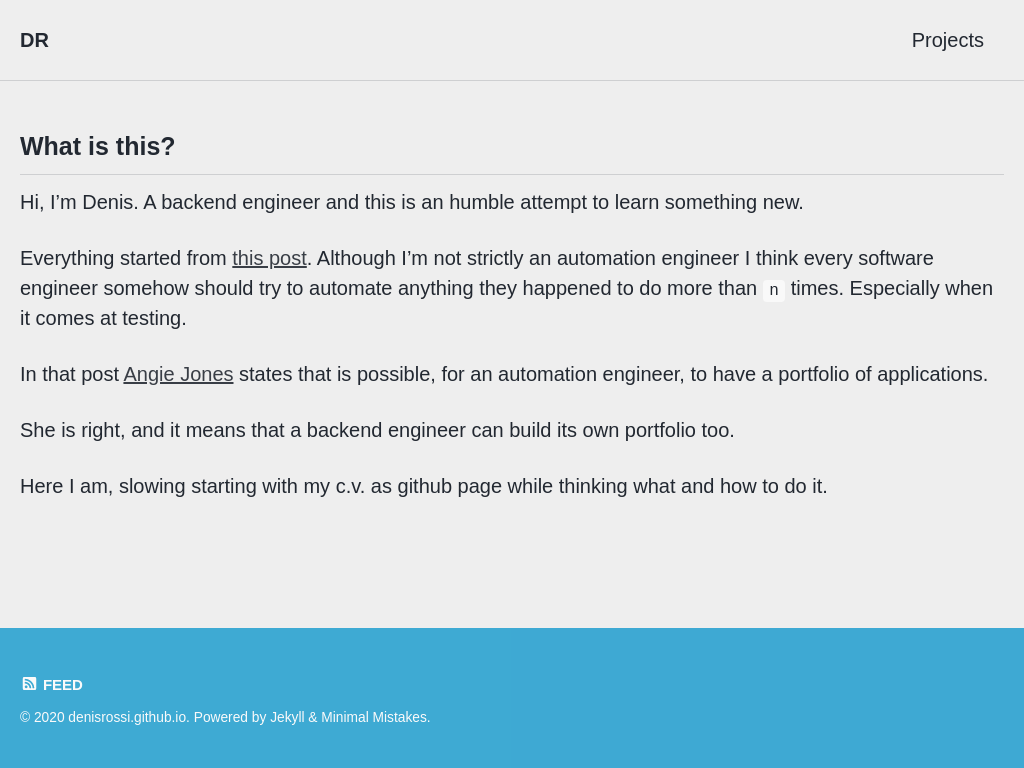 DR
Projects
What is this?
Hi, I’m Denis. A backend engineer and this is an humble attempt to learn something new.
Everything started from this post. Although I’m not strictly an automation engineer I think every software
engineer somehow should try to automate anything they happened to do more than n times. Especially when
it comes at testing.
In that post Angie Jones states that is possible, for an automation engineer, to have a portfolio of applications.
She is right, and it means that a backend engineer can build its own portfolio too.
Here I am, slowing starting with my c.v. as github page while thinking what and how to do it.
FEED
© 2020 denisrossi.github.io. Powered by Jekyll & Minimal Mistakes.